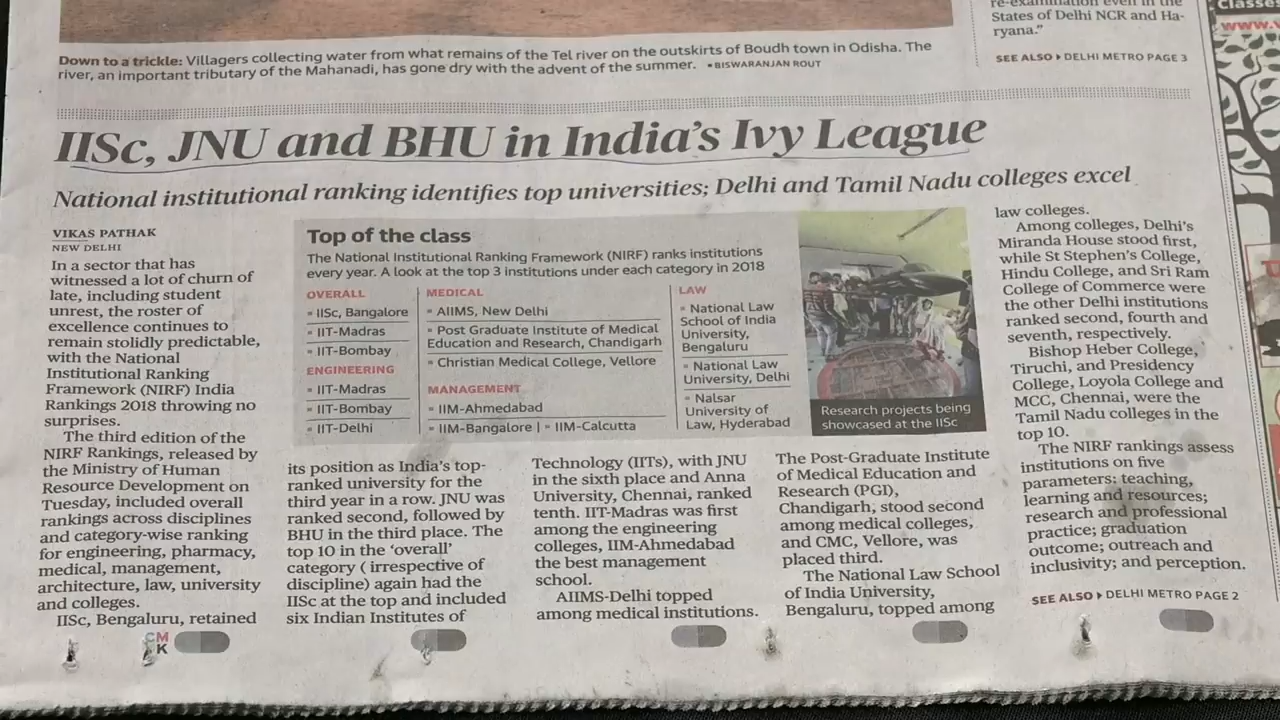 re-examination even in the
States of Delhi NCR and Ha-
ryana."
SEE ALSO ▸ DELHI METRO PAGE 3
Classes
www.
Down to a trickle: Villagers collecting water from what remains of the Tel river on the outskirts of Boudh town in Odisha. The
river, an important tributary of the Mahanadi, has gone dry with the advent of the summer. • BISWARANJAN ROUT
IISc, JNU and BHU in India's Ivy League
National institutional ranking identifies top universities; Delhi and Tamil Nadu colleges excel
VIKAS PATHAK
NEW DELHI
In a sector that has
witnessed a lot of churn of
late, including student
unrest, the roster of
excellence continues to
remain stolidly predictable,
with the National
Institutional Ranking
Framework (NIRF) India
Rankings 2018 throwing no
surprises.
The third edition of the
NIRF Rankings, released by
the Ministry of Human
Resource Development on
Tuesday, included overall
rankings across disciplines
and category-wise ranking
for engineering, pharmacy,
medical, management,
architecture, law, university
and colleges.
IISc, Bengaluru, retained
Top of the class
The National Institutional Ranking Framework (NIRF) ranks institutions
every year. A look at the top 3 institutions under each category in 2018
OVERALL
IISc, Bangalore
IIT-Madras
IIT-Bombay
ENGINEERING
IIT-Madras
IIT-Bombay
IIT-Delhi
MEDICAL
AIIMS, New Delhi
Post Graduate Institute of Medical
Education and Research, Chandigarh
Christian Medical College, Vellore
MANAGEMENT
IIM-Ahmedabad
IIM-Bangalore | IIM-Calcutta
LAW
National Law
School of India
University,
Bengaluru
National Law
University, Delhi
Nalsar
University of
Law, Hyderabad
Research projects being
showcased at the IISc
its position as India's top-
ranked university for the
third year in a row. JNU was
ranked second, followed by
BHU in the third place. The
top 10 in the 'overall'
category ( irrespective of
discipline) again had the
IISc at the top and included
six Indian Institutes of
Technology (IITs), with JNU
in the sixth place and Anna
University, Chennai, ranked
tenth. IIT-Madras was first
among the engineering
colleges, IIM-Ahmedabad
the best management
school.
AIIMS-Delhi topped
among medical institutions.
The Post-Graduate Institute
of Medical Education and
Research (PGI),
Chandigarh, stood second
among medical colleges,
and CMC, Vellore, was
placed third.
The National Law School
of India University,
Bengaluru, topped among
law colleges.
Among colleges, Delhi's
Miranda House stood first,
while St Stephen's College,
Hindu College, and Sri Ram
College of Commerce were
the other Delhi institutions
ranked second, fourth and
seventh, respectively.
Bishop Heber College,
Tiruchi, and Presidency
College, Loyola College and
MCC, Chennai, were the
Tamil Nadu colleges in the
top 10.
The NIRF rankings assess
institutions on five
parameters: teaching,
learning and resources;
research and professional
practice; graduation
outcome; outreach and
inclusivity; and perception.
SEE ALSO ▸ DELHI METRO PAGE 2
CM
K